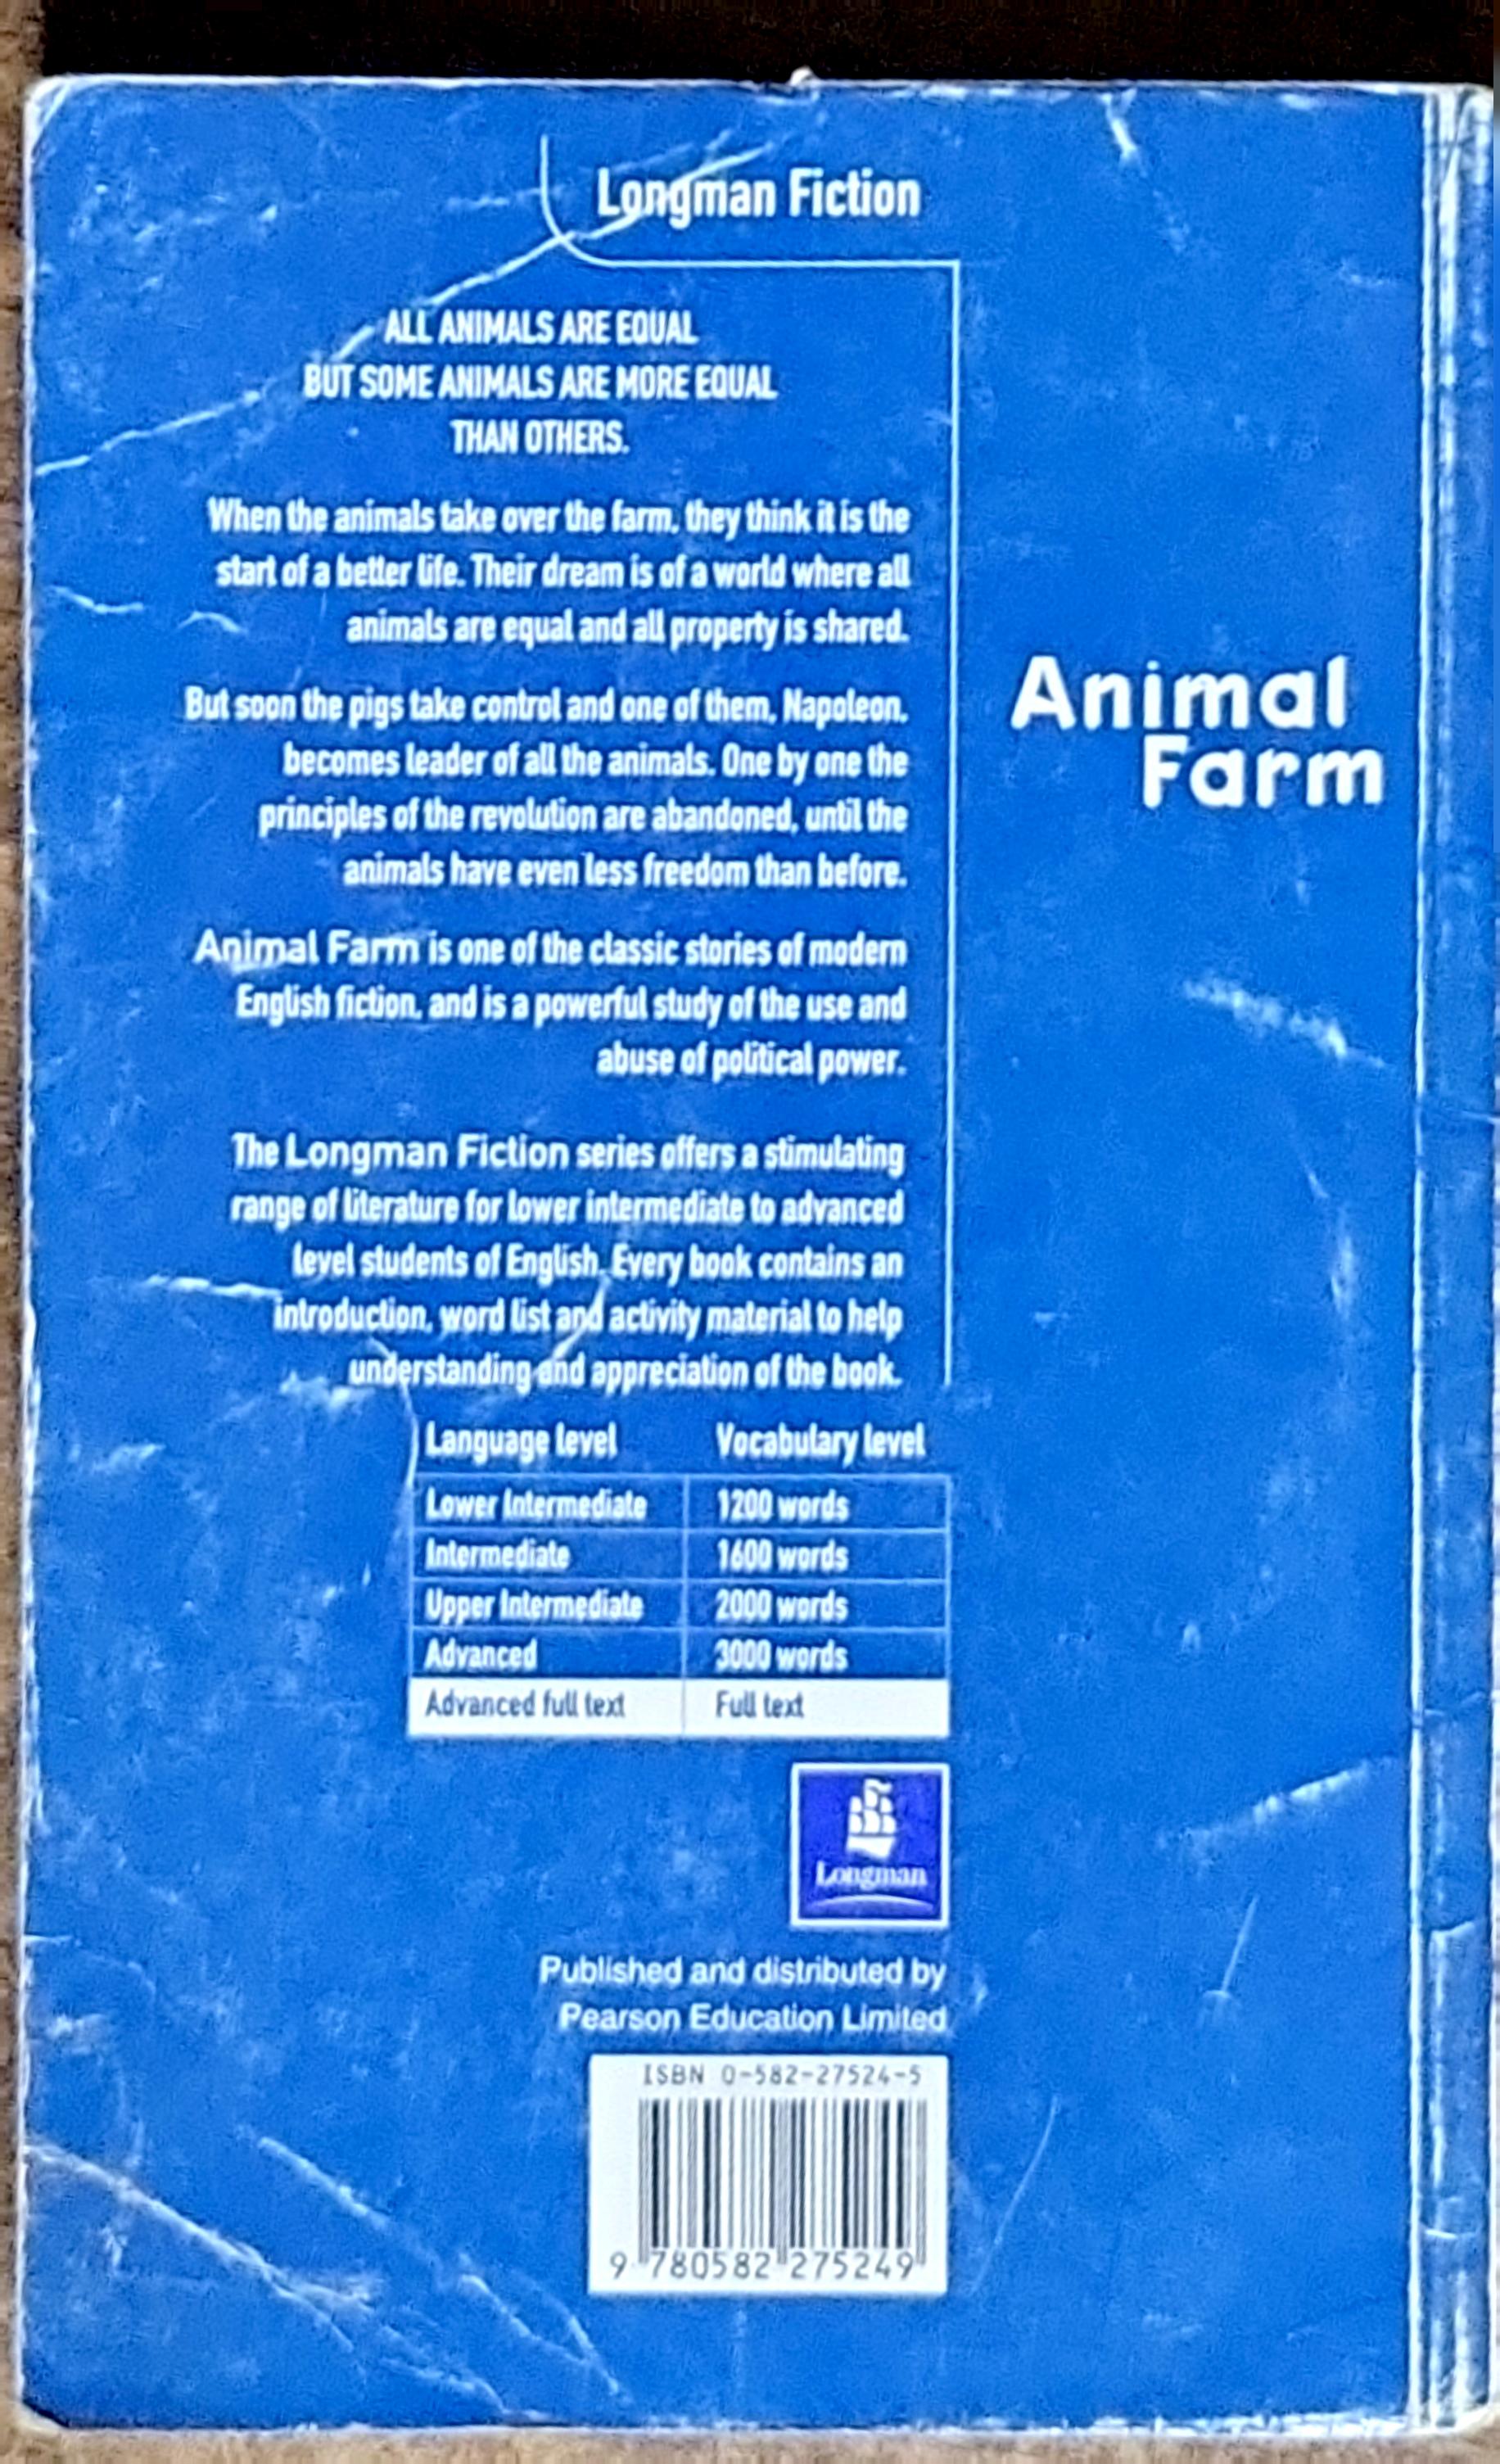 Longman Fiction
ALL ANIMALS ARE EQUAL
BUT SOME ANIMALS ARE MORE EQUAL
THAN OTHERS.
When the animals take over the farm, they think it is the
start of a better life. Their dream is of a world where all
animals are equal and all property is shared.
But soon the pigs take control and one of them, Napoleon,
becomes leader of all the animals. One by one the
principles of the revolution are abandoned, until the
animals have even less freedom than before.
Animal Farm is one of the classic stories of modern
English fiction, and is a powerful study of the use and
abuse of political power.
The Longman Fiction series offers a stimulating
range of literature for lower intermediate to advanced
level students of English. Every book contains an
introduction, word list and activity material to help
understanding and appreciation of the book.
Language level Vocabulary level
Lower Intermediate 1200 words
Intermediate 1600 words
Upper Intermediate 2000 words
Advanced 3000 words
Advanced full text Full text
Longman
Published and distributed by
Pearson Education Limited
ISBN 0-582-27524-5
9 780582 275249
Animal
Farm